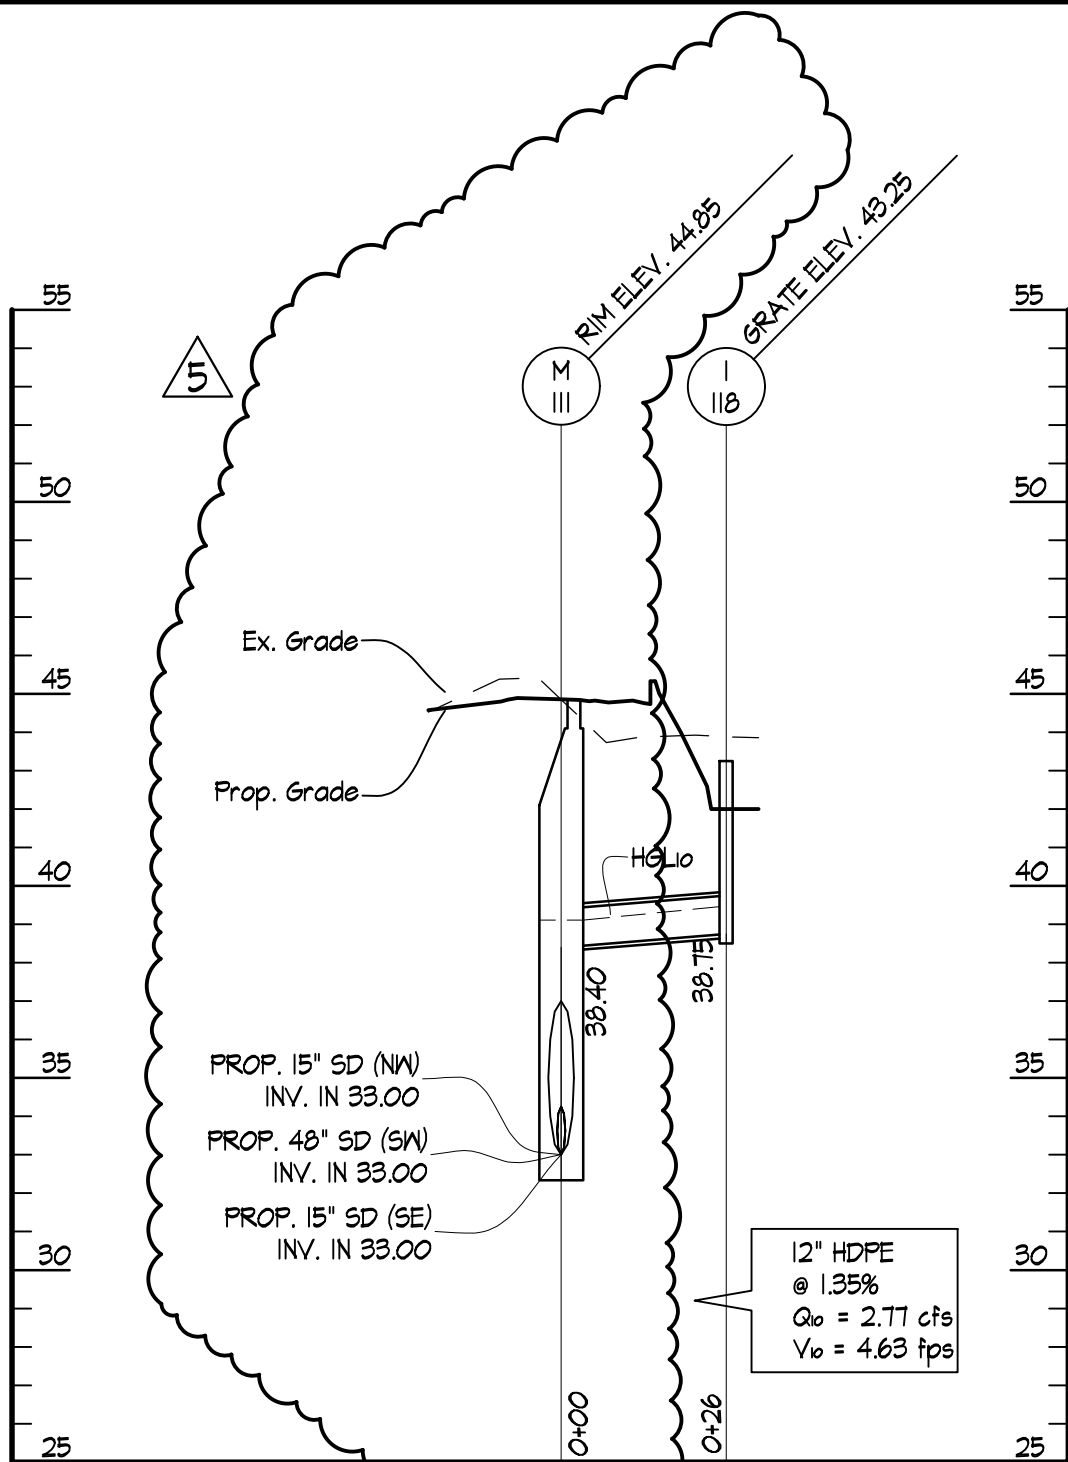 RIM ELEV. 44.85
GRATE ELEV. 43.25
55
55
5
M
111
I
118
50
50
Ex. Grade
45
45
Prop. Grade
HGL10
40
40
38.40
38.75
35
35
PROP. 15" SD (NW)
INV. IN 33.00
PROP. 48" SD (SW)
INV. IN 33.00
PROP. 15" SD (SE)
INV. IN 33.00
30
30
12" HDPE
@ 1.35%
Q10 = 2.77 cfs
V10 = 4.63 fps
0+00
0+26
25
25